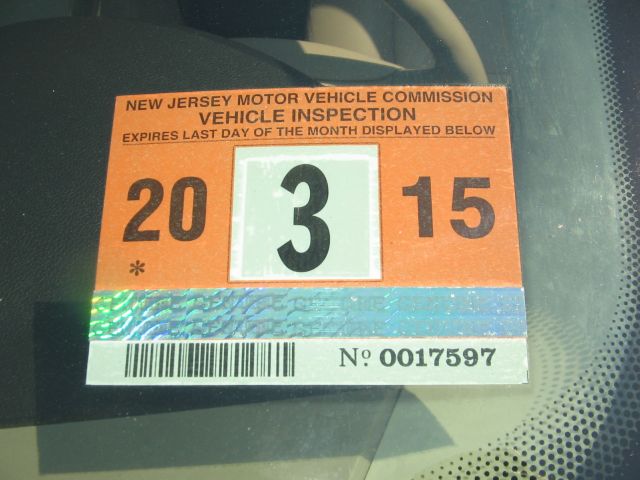 NEW JERSEY MOTOR VEHICLE COMMISSION
VEHICLE INSPECTION
EXPIRES LAST DAY OF THE MONTH DISPLAYED BELOW
20 3 15
*
Nº 0017597